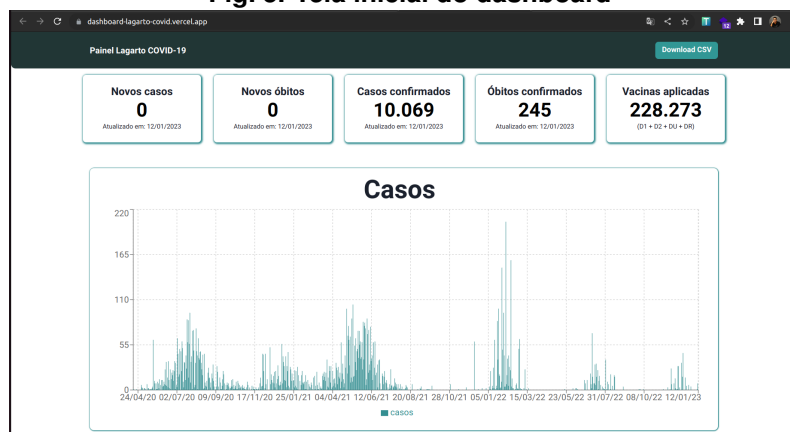 Fig. 3. Tela inicial do dashboard
dashboard-lagarto-covid.vercel.app
12
Painel Lagarto COVID-19
Download CSV
Novos casos
0
Atualizado em: 12/01/2023
Novos óbitos
0
Atualizado em: 12/01/2023
Casos confirmados
10.069
Atualizado em: 12/01/2023
Óbitos confirmados
245
Atualizado em: 12/01/2023
Vacinas aplicadas
228.273
(D1 + D2 + DU + DR)
Casos
220
165
110
55
0
24/04/20 02/07/20 09/09/20 17/11/20 25/01/21 04/04/21 12/06/21 20/08/21 28/10/21 05/01/22 15/03/22 23/05/22 31/07/22 08/10/22 12/01/23
casos